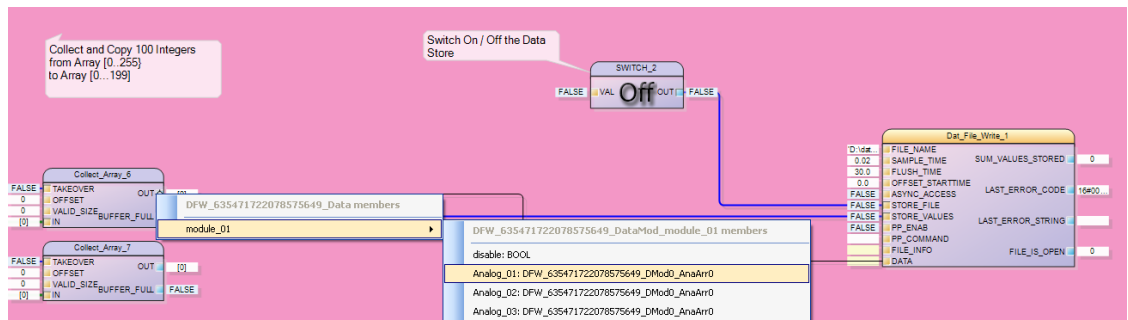 Collect and Copy 100 Integers
from Array [0..255}
to Array [0...199]
Switch On / Off the Data
Store
SWITCH_2
FALSE VAL Off OUT FALSE
Dat_File_Write_1
'D:\dat... FILE_NAME
0.02 SAMPLE_TIME SUM_VALUES_STORED 0
30.0 FLUSH_TIME
0.0 OFFSET_STARTTIME
FALSE ASYNC_ACCESS LAST_ERROR_CODE 16#00...
FALSE STORE_FILE
FALSE STORE_VALUES LAST_ERROR_STRING
FALSE PP_ENAB
PP_COMMAND
FILE_INFO FILE_IS_OPEN 0
DATA
Collect_Array_6
FALSE TAKEOVER OUT [0]
0 OFFSET
0 VALID_SIZE BUFFER_FULL
[0] IN
DFW_635471722078575649_Data members
module_01
DFW_635471722078575649_DataMod_module_01 members
disable: BOOL
Analog_01: DFW_635471722078575649_DMod0_AnaArr0
Analog_02: DFW_635471722078575649_DMod0_AnaArr0
Analog_03: DFW_635471722078575649_DMod0_AnaArr0
Collect_Array_7
FALSE TAKEOVER OUT [0]
0 OFFSET
0 VALID_SIZE BUFFER_FULL FALSE
[0] IN